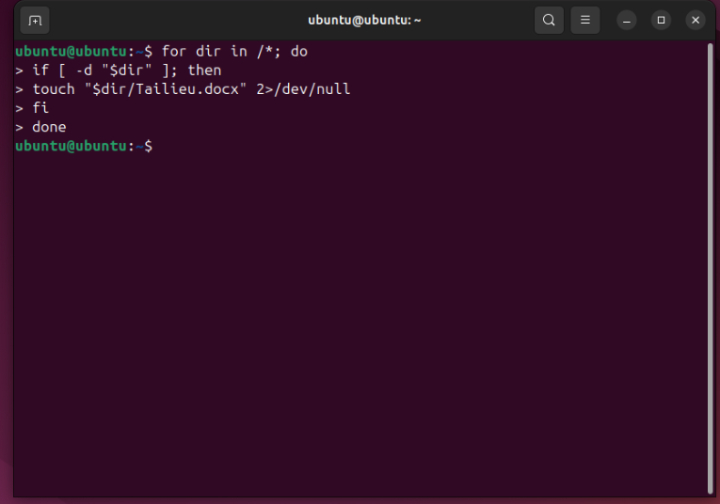 ubuntu@ubuntu: ~
ubuntu@ubuntu:~$ for dir in /*; do
> if [ -d "$dir" ]; then
> touch "$dir/Tailieu.docx" 2>/dev/null
> fi
> done
ubuntu@ubuntu:~$